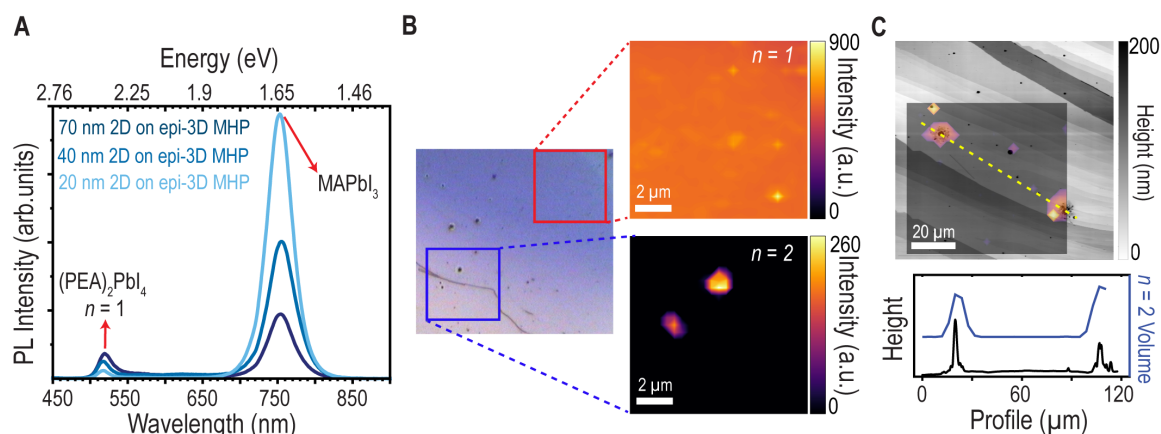 A
Energy (eV)
2.76 2.25 1.9 1.65 1.46
70 nm 2D on epi-3D MHP
40 nm 2D on epi-3D MHP
20 nm 2D on epi-3D MHP
MAPbI3
(PEA)2PbI4
n = 1
PL Intensity (arb.units)
450 550 650 750 850
Wavelength (nm)
B
n = 1
2 µm
900
Intensity (a.u.)
0
n = 2
2 µm
260
Intensity (a.u.)
0
C
20 µm
200
Height (nm)
0
Height
n = 2 Volume
0 60 120
Profile (µm)